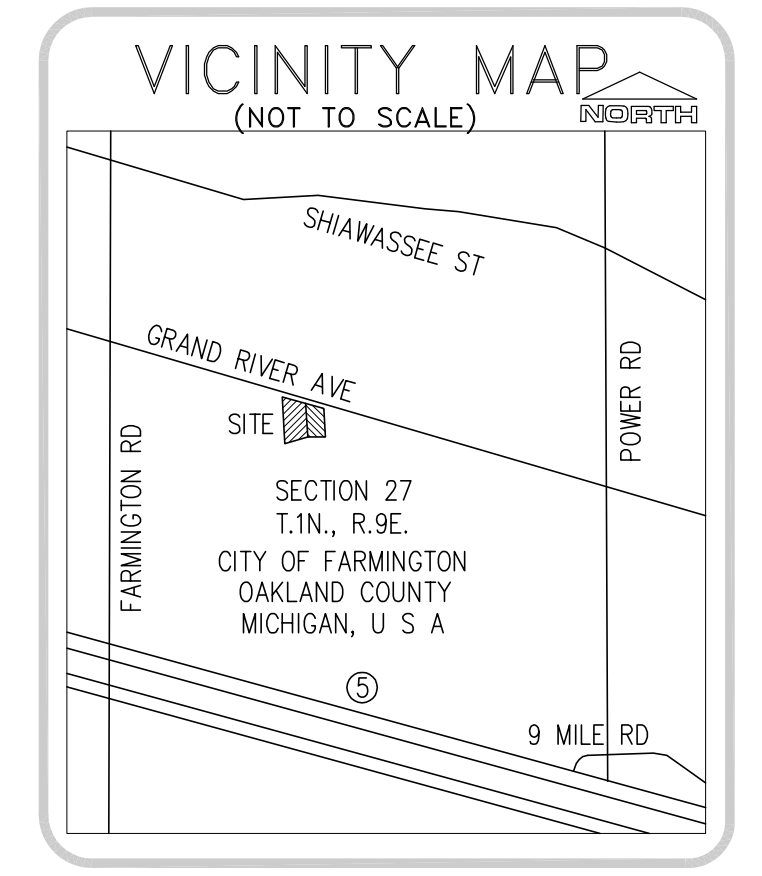 VICINITY MAP
(NOT TO SCALE)
NORTH
SHIAWASSEE ST
GRAND RIVER AVE
POWER RD
SITE
FARMINGTON RD
SECTION 27
T.1N., R.9E.
CITY OF FARMINGTON
OAKLAND COUNTY
MICHIGAN, U S A
5
9 MILE RD